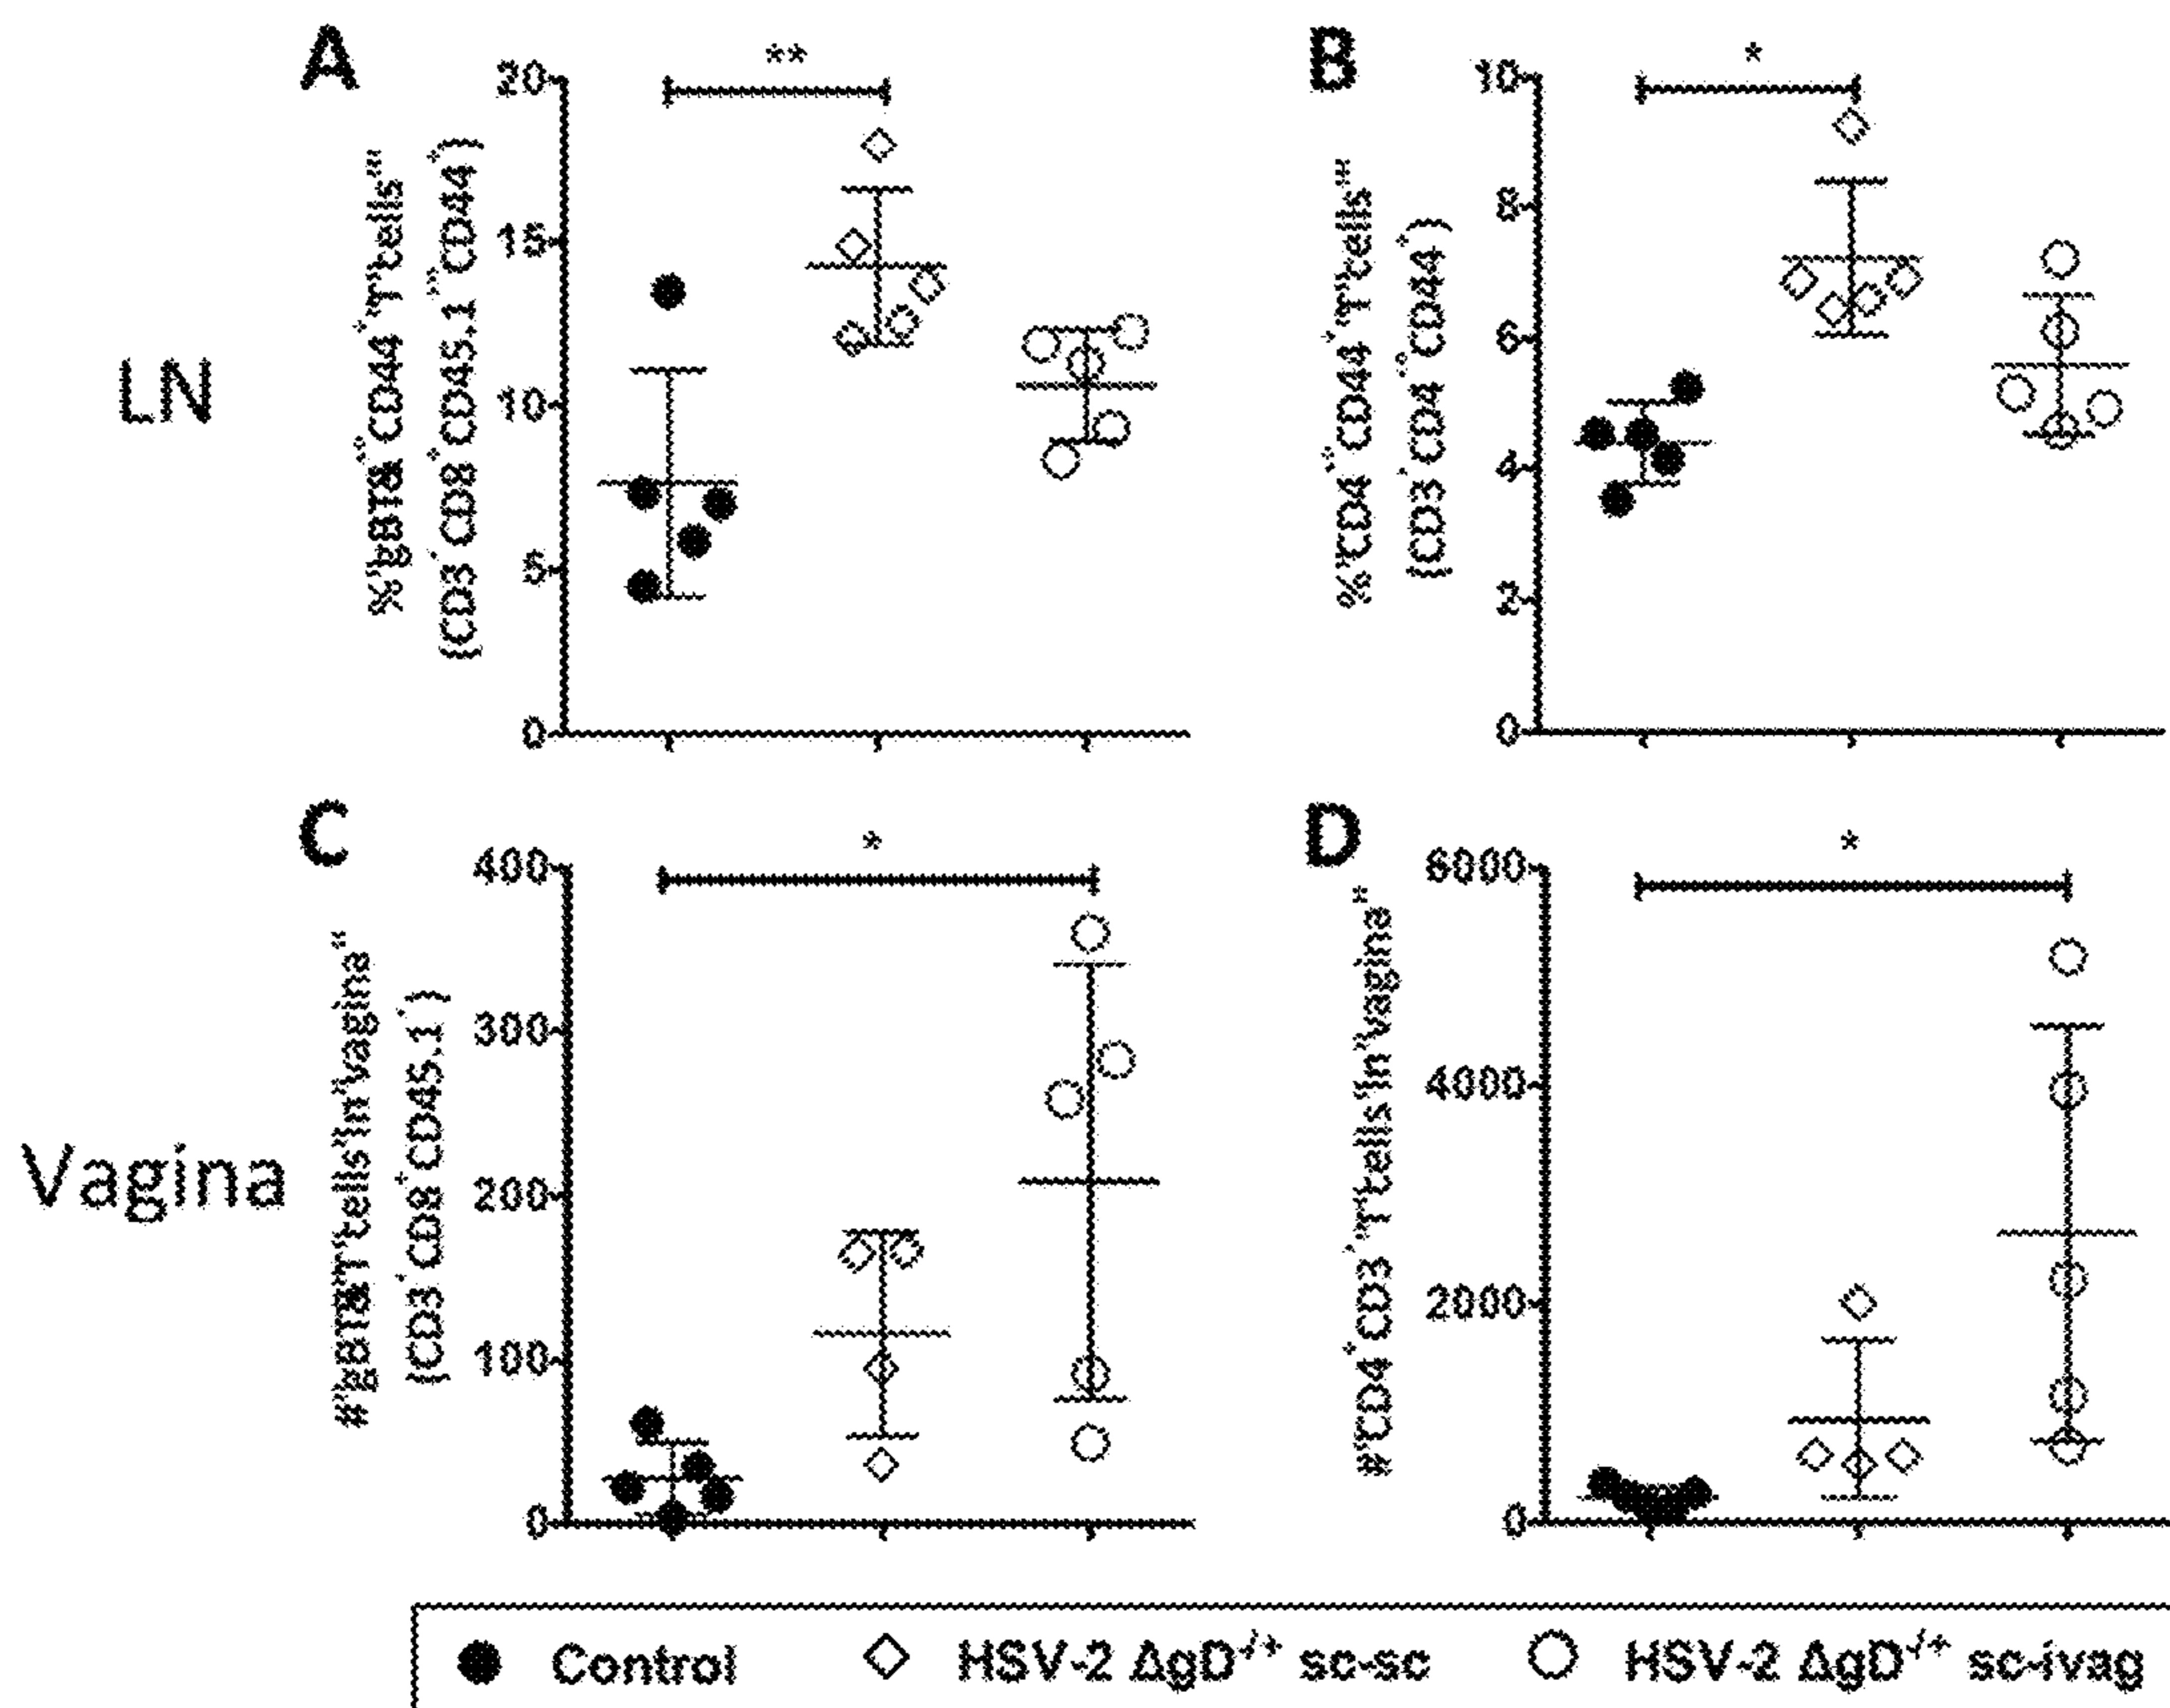 A
**
20
15
10
5
0
% gBT1a⁺ CD44⁺ T cells
(CD3⁺ CD8⁺ CD45.1⁺ CD44⁺)
LN
B
*
10
8
6
4
2
0
% CD4⁺ CD44⁺ T cells
(CD3⁺ CD4⁺ CD44⁺)
C
*
400
300
200
100
0
# T cells in vagina
(CD3⁺ CD8⁺ CD45.1⁺)
Vagina
D
*
6000
4000
2000
0
# CD4⁺ CD3⁺ T cells in vagina
Control
HSV-2 ΔgD⁻/⁺ sc-sc
HSV-2 ΔgD⁻/⁺ sc-ivag